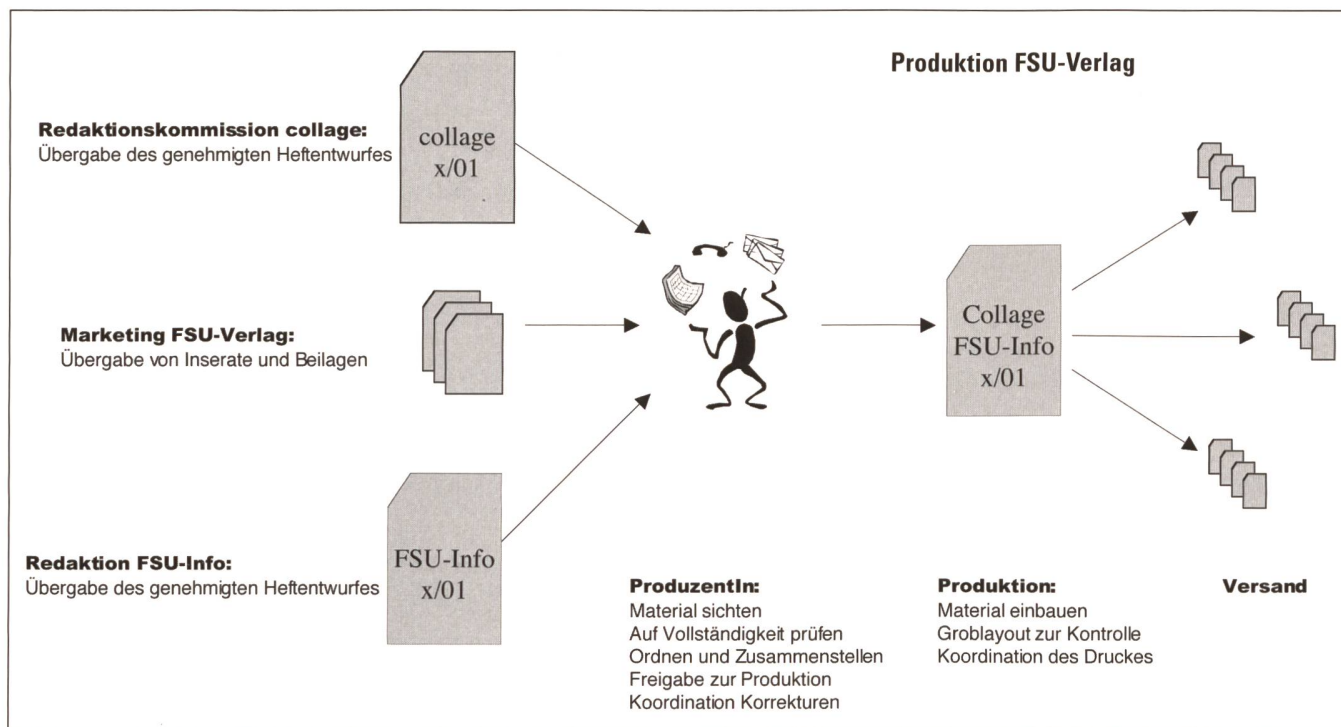 Produktion FSU-Verlag
Redaktionskommission collage:
Übergabe des genehmigten Heftentwurfes
collage
x/01
Marketing FSU-Verlag:
Übergabe von Inserate und Beilagen
Collage
FSU-Info
x/01
Redaktion FSU-Info:
Übergabe des genehmigten Heftentwurfes
FSU-Info
x/01
ProduzentIn:
Material sichten
Auf Vollständigkeit prüfen
Ordnen und Zusammenstellen
Freigabe zur Produktion
Koordination Korrekturen
Produktion:
Material einbauen
Groblayout zur Kontrolle
Koordination des Druckes
Versand